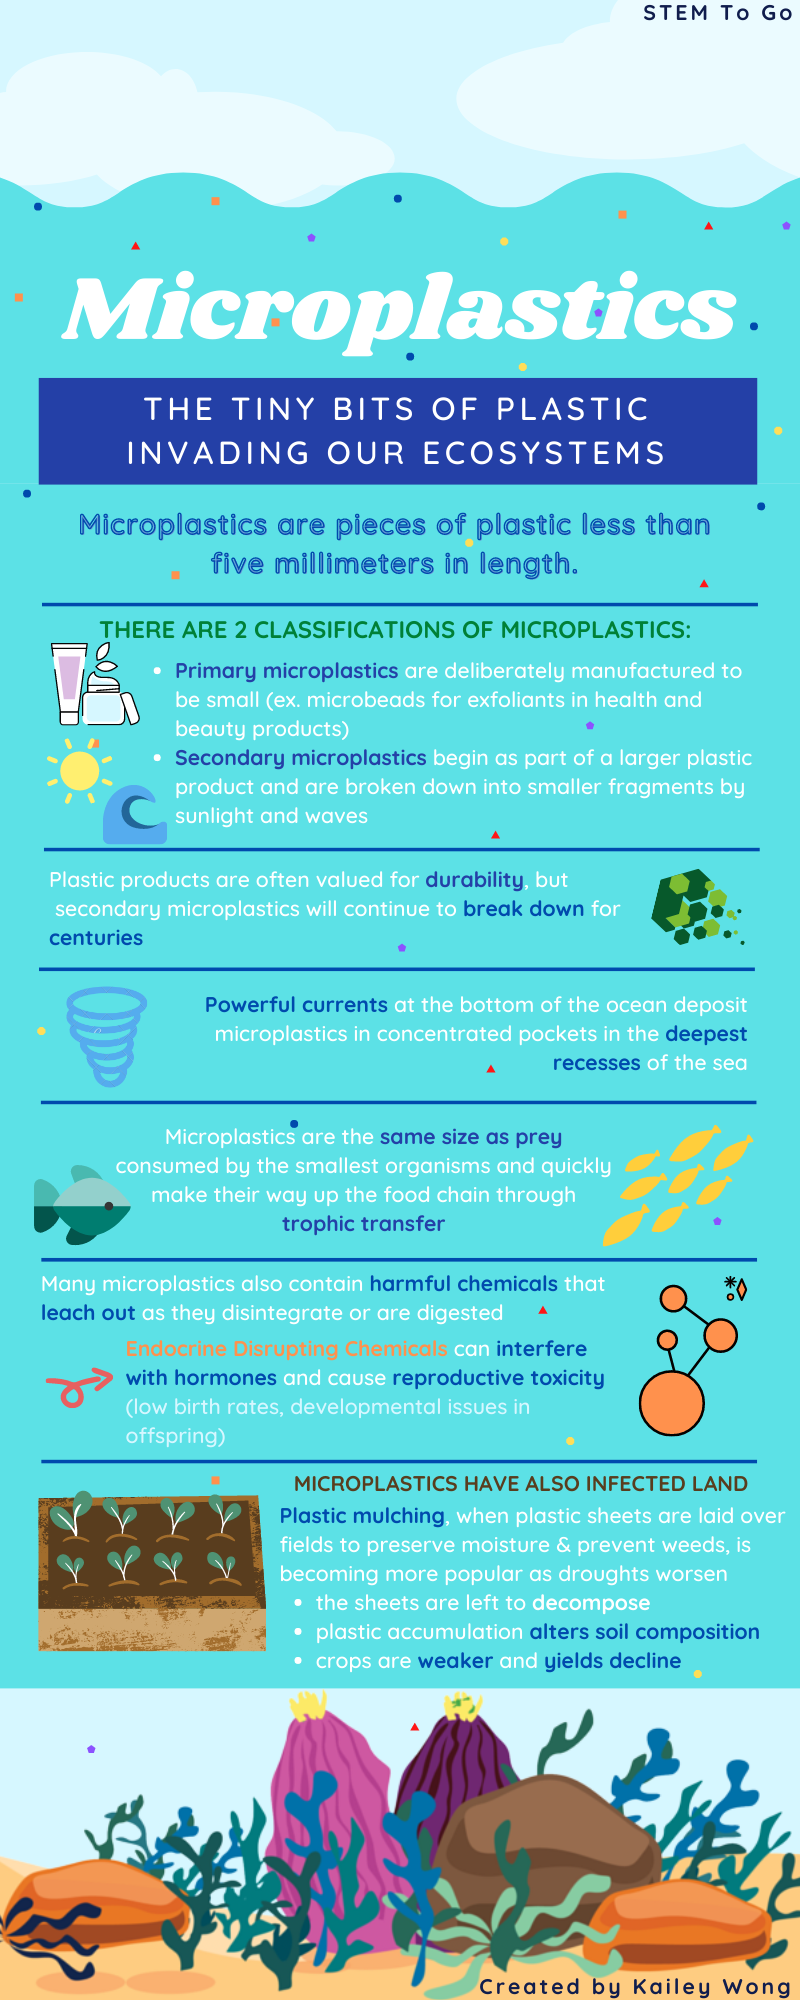 STEM To Go
Microplastics
THE TINY BITS OF PLASTIC
INVADING OUR ECOSYSTEMS
Microplastics are pieces of plastic less than
five millimeters in length.
THERE ARE 2 CLASSIFICATIONS OF MICROPLASTICS:
• Primary microplastics are deliberately manufactured to
be small (ex. microbeads for exfoliants in health and
beauty products)
• Secondary microplastics begin as part of a larger plastic
product and are broken down into smaller fragments by
sunlight and waves
Plastic products are often valued for durability, but
secondary microplastics will continue to break down for
centuries
Powerful currents at the bottom of the ocean deposit
microplastics in concentrated pockets in the deepest
recesses of the sea
Microplastics are the same size as prey
consumed by the smallest organisms and quickly
make their way up the food chain through
trophic transfer
Many microplastics also contain harmful chemicals that
leach out as they disintegrate or are digested
Endocrine Disrupting Chemicals can interfere
with hormones and cause reproductive toxicity
(low birth rates, developmental issues in
offspring)
MICROPLASTICS HAVE ALSO INFECTED LAND
Plastic mulching, when plastic sheets are laid over
fields to preserve moisture & prevent weeds, is
becoming more popular as droughts worsen
• the sheets are left to decompose
• plastic accumulation alters soil composition
• crops are weaker and yields decline
Created by Kailey Wong